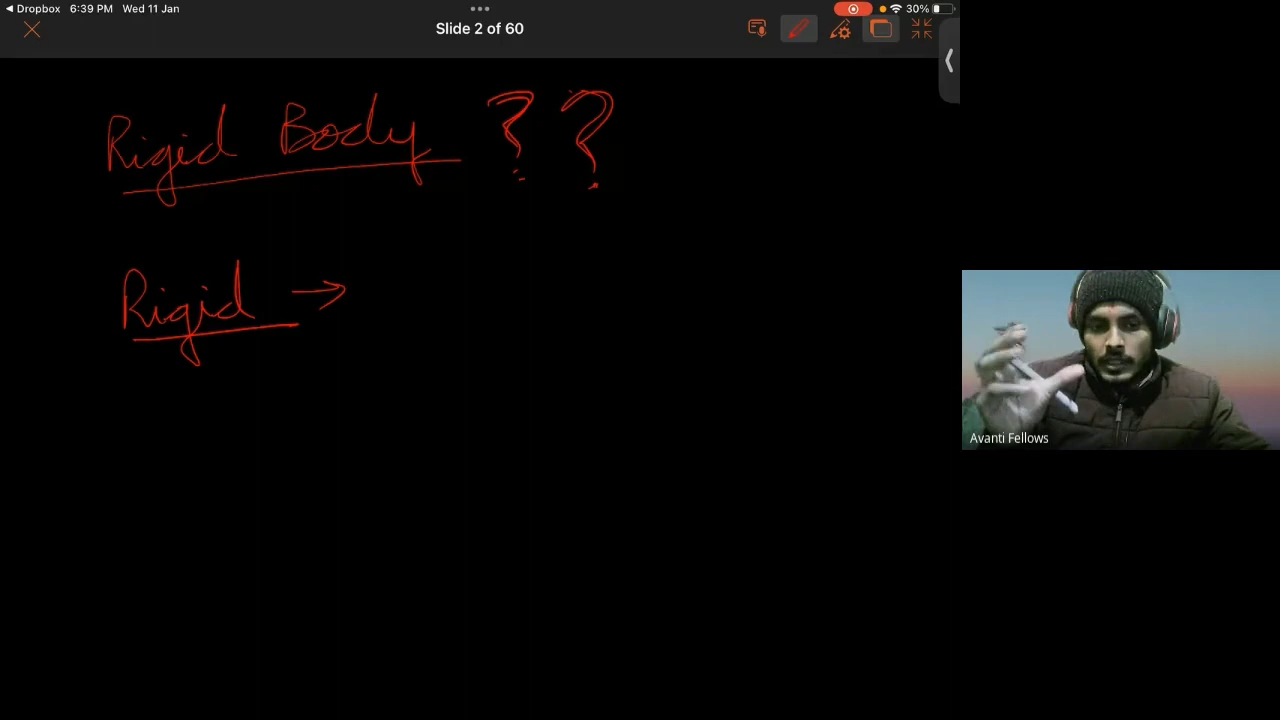 Dropbox 6:39 PM Wed 11 Jan
30%
Slide 2 of 60
Rigid Body ??
Rigid →
Avanti Fellows